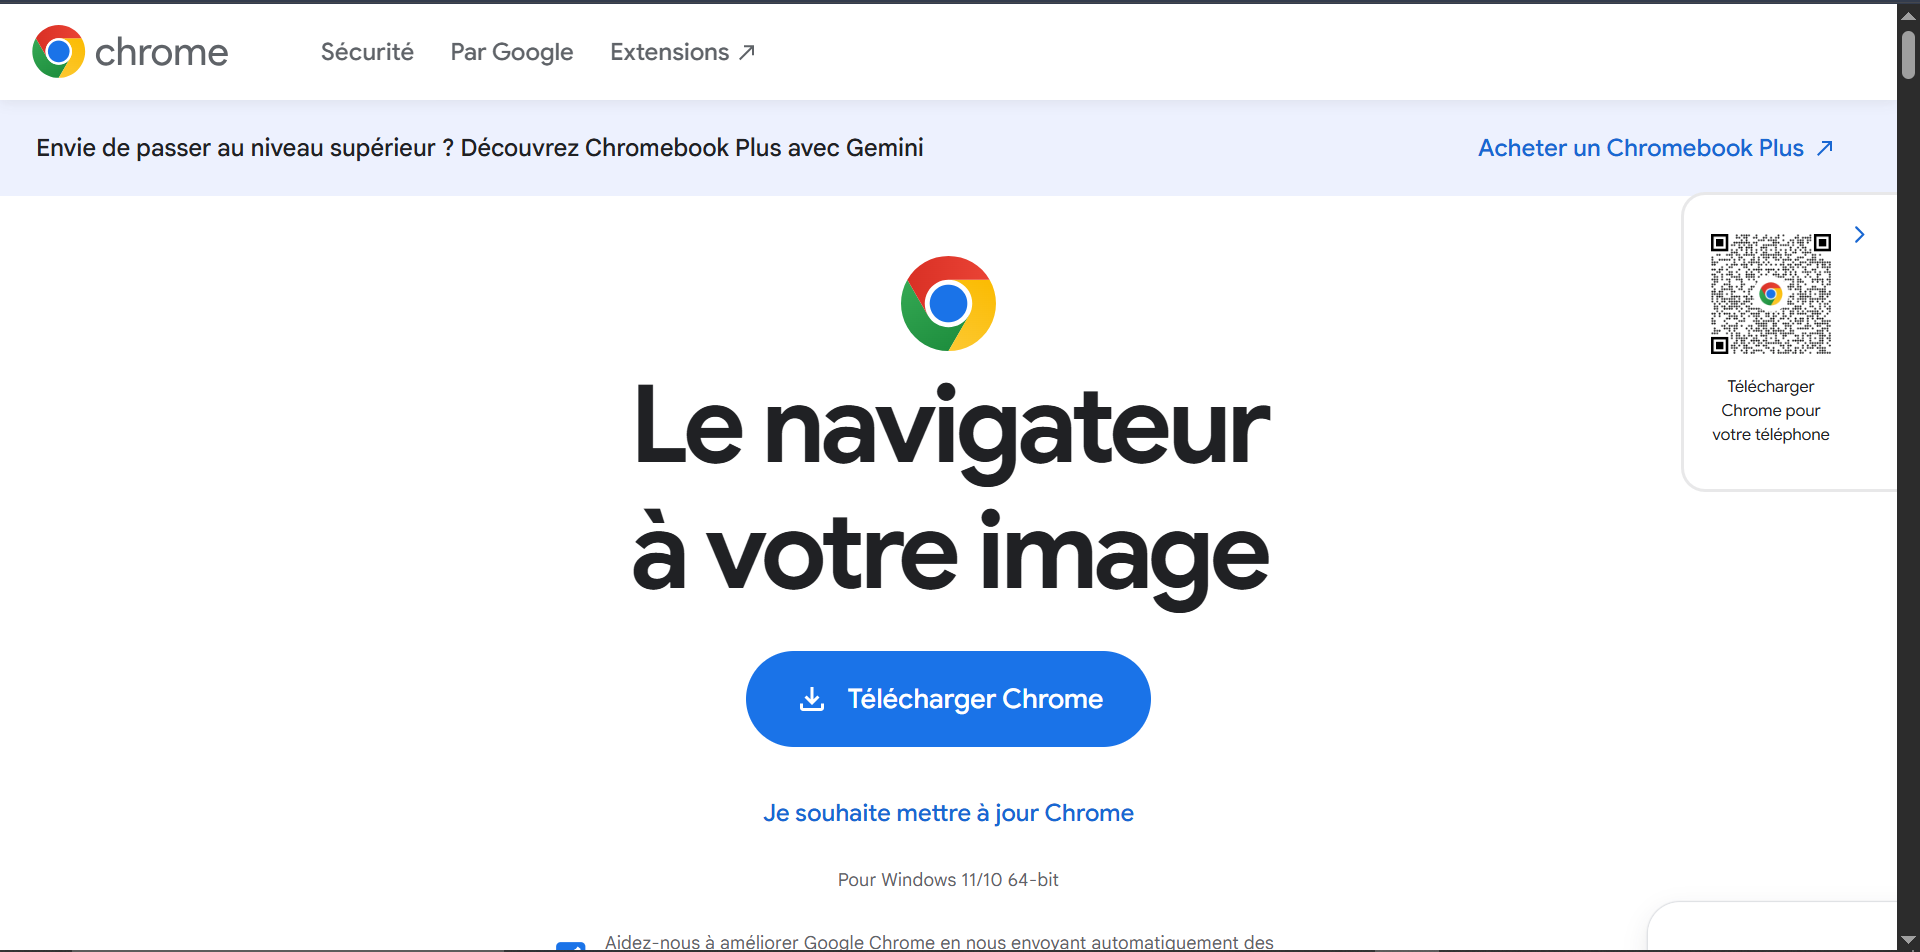 chrome
Sécurité
Par Google
Extensions
Envie de passer au niveau supérieur ? Découvrez Chromebook Plus avec Gemini
Acheter un Chromebook Plus
Télécharger
Chrome pour
votre téléphone
Le navigateur
à votre image
Télécharger Chrome
Je souhaite mettre à jour Chrome
Pour Windows 11/10 64-bit
Aidez-nous à améliorer Google Chrome en nous envoyant automatiquement des